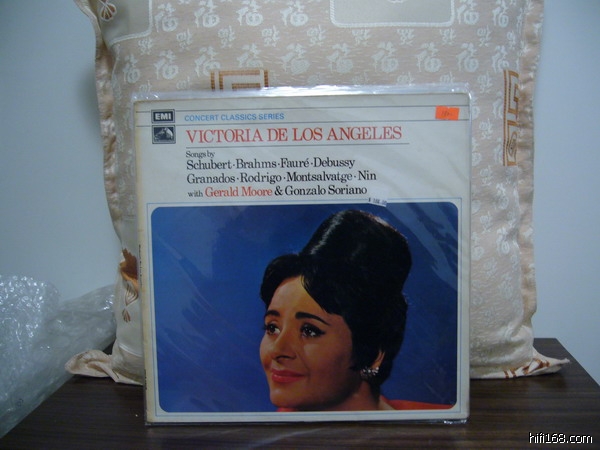 EMI
CONCERT CLASSICS SERIES
VICTORIA DE LOS ANGELES
Songs by
Schubert·Brahms·Fauré·Debussy
Granados·Rodrigo·Montsalvatge·Nin
with Gerald Moore & Gonzalo Soriano
福
hifi168.com